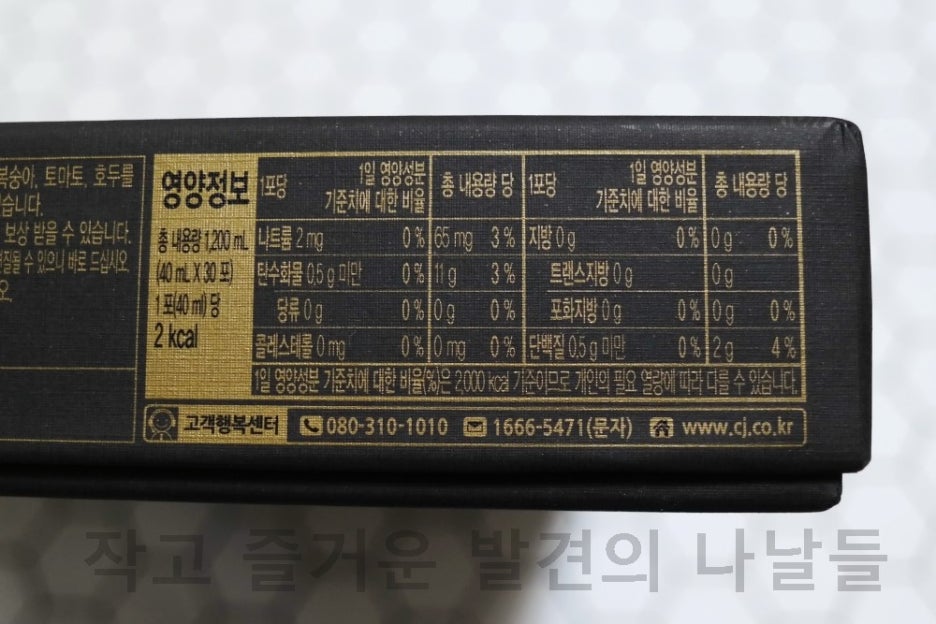 복숭아, 토마토, 호두를
습니다.
보상 받을 수 있습니다.
변질될 수 있으니 바로 드십시오
오
영양정보
총 내용량 1,200 mL
(40 mL X 30 포)
1 포(40 ml) 당
2 kcal
1포당 1일 영양성분 기준치에 대한 비율 총 내용량 당 1포당 1일 영양성분 기준치에 대한 비율 총 내용량 당
나트륨 2 mg 0 % 65 mg 3 % 지방 0 g 0 % 0 g 0 %
탄수화물 0.5 g 미만 0 % 11 g 3 % 트랜스지방 0 g 0 g
당류 0 g 0 % 0 g 0 % 포화지방 0 g 0 % 0 g 0 %
콜레스테롤 0 mg 0 % 0 mg 0 % 단백질 0.5 g 미만 0 % 2 g 4 %
1일 영양성분 기준치에 대한 비율(%)은 2,000 kcal 기준이므로 개인의 필요 열량에 따라 다를 수 있습니다.
고객행복센터 080-310-1010 1666-5471(문자) www.cj.co.kr
작고 즐거운 발견의 나날들